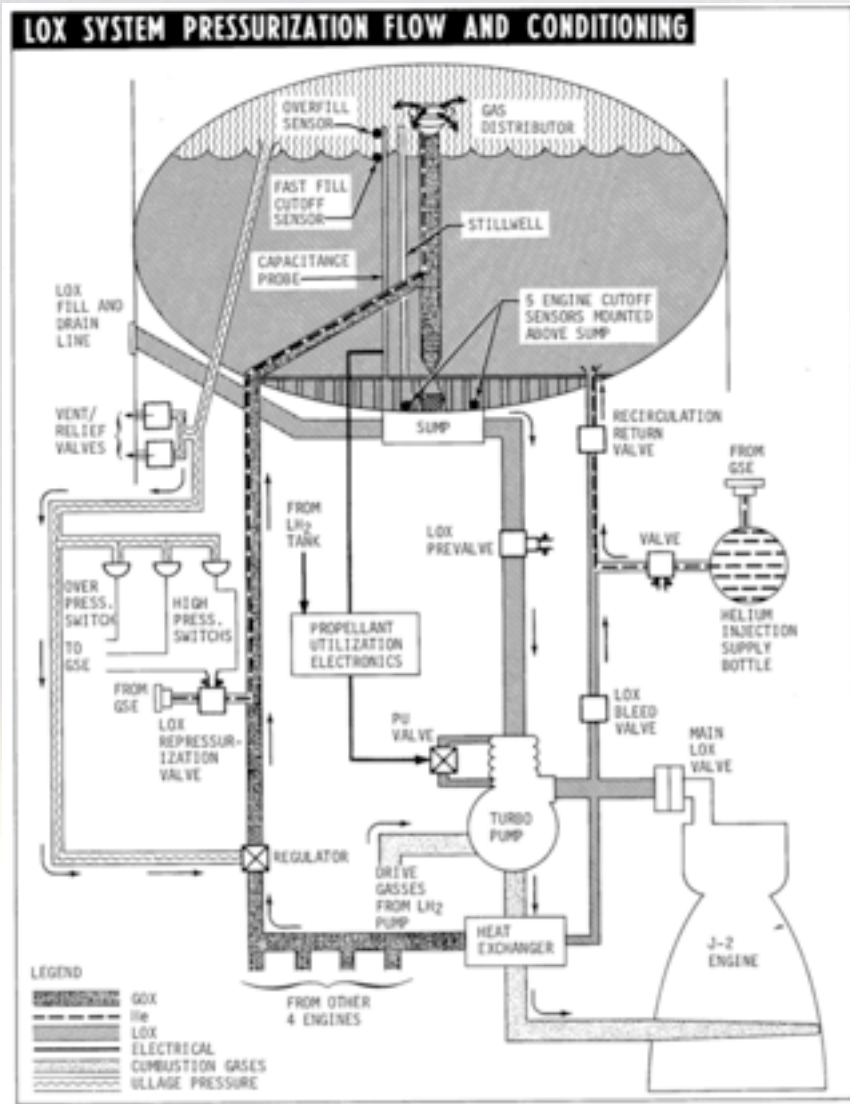 LOX SYSTEM PRESSURIZATION FLOW AND CONDITIONING
OVERFILL
SENSOR
GAS
DISTRIBUTOR
FAST FILL
CUTOFF
SENSOR
STILLWELL
CAPACITANCE
PROBE
5 ENGINE CUTOFF
SENSORS MOUNTED
ABOVE SUMP
LOX
FILL AND
DRAIN
LINE
VENT/
RELIEF
VALVES
SUMP
RECIRCULATION
RETURN
VALVE
FROM
GSE
FROM
LH2
TANK
LOX
PREVALVE
VALVE
OVER
PRESS.
SWITCH
HIGH
PRESS.
SWITCHS
TO
GSE
PROPELLANT
UTILIZATION
ELECTRONICS
HELIUM
INJECTION
SUPPLY
BOTTLE
FROM
GSE
LOX
REPRESSUR-
IZATION
VALVE
PU
VALVE
LOX
BLEED
VALVE
MAIN
LOX
VALVE
TURBO
PUMP
REGULATOR
DRIVE
GASSES
FROM LH2
PUMP
HEAT
EXCHANGER
J-2
ENGINE
FROM OTHER
4 ENGINES
LEGEND
GOX
He
LOX
ELECTRICAL
CUMBUSTION GASES
ULLAGE PRESSURE